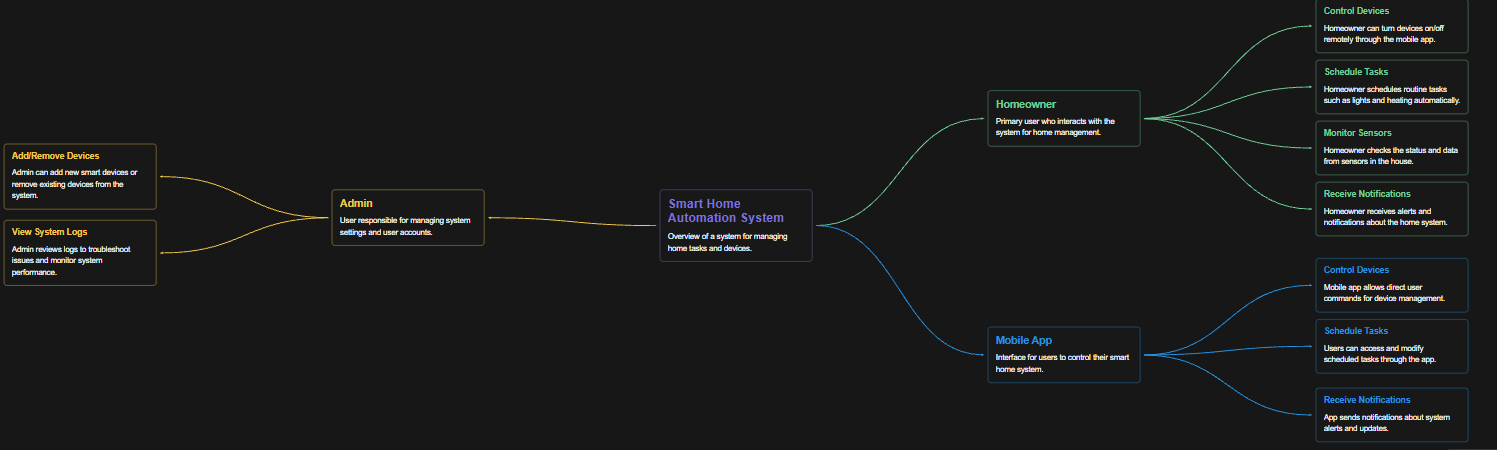 Smart Home
Automation System
Overview of a system for managing
home tasks and devices.
Admin
User responsible for managing system
settings and user accounts.
Add/Remove Devices
Admin can add new smart devices or
remove existing devices from the
system.
View System Logs
Admin reviews logs to troubleshoot
issues and monitor system
performance.
Homeowner
Primary user who interacts with the
system for home management.
Control Devices
Homeowner can turn devices on/off
remotely through the mobile app.
Schedule Tasks
Homeowner schedules routine tasks
such as lights and heating automatically.
Monitor Sensors
Homeowner checks the status and data
from sensors in the house.
Receive Notifications
Homeowner receives alerts and
notifications about the home system.
Mobile App
Interface for users to control their smart
home system.
Control Devices
Mobile app allows direct user
commands for device management.
Schedule Tasks
Users can access and modify
scheduled tasks through the app.
Receive Notifications
App sends notifications about system
alerts and updates.